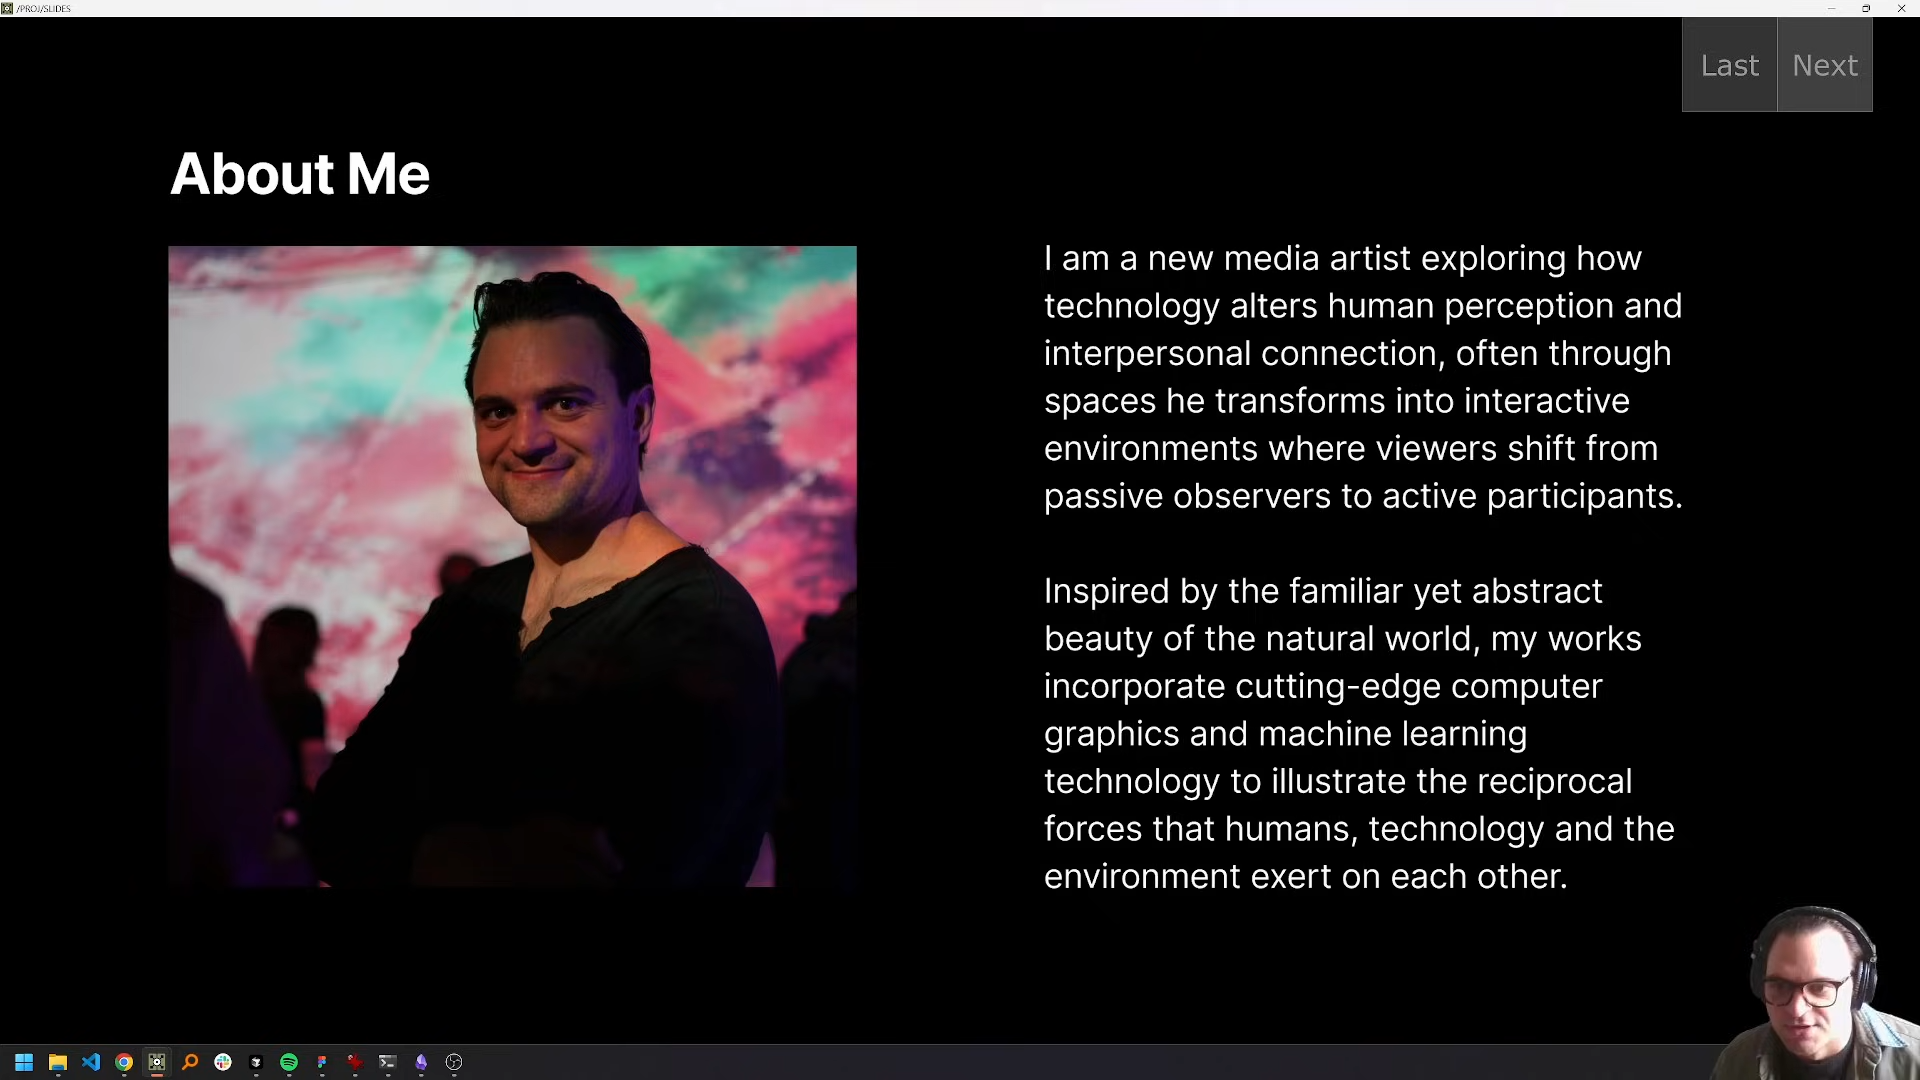 /PROJ/SLIDES
Last Next
About Me
I am a new media artist exploring how
technology alters human perception and
interpersonal connection, often through
spaces he transforms into interactive
environments where viewers shift from
passive observers to active participants.
Inspired by the familiar yet abstract
beauty of the natural world, my works
incorporate cutting-edge computer
graphics and machine learning
technology to illustrate the reciprocal
forces that humans, technology and the
environment exert on each other.